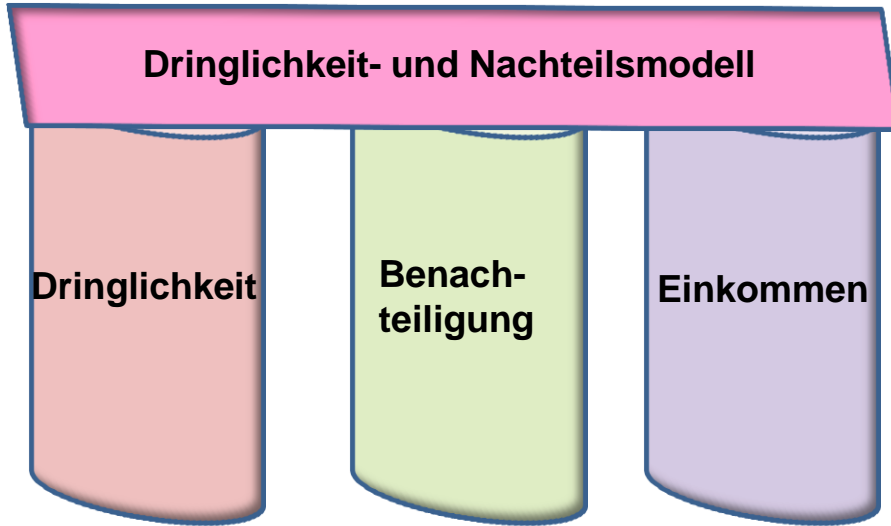 Dringlichkeit- und Nachteilsmodell
Dringlichkeit
Benach-
teiligung
Einkommen